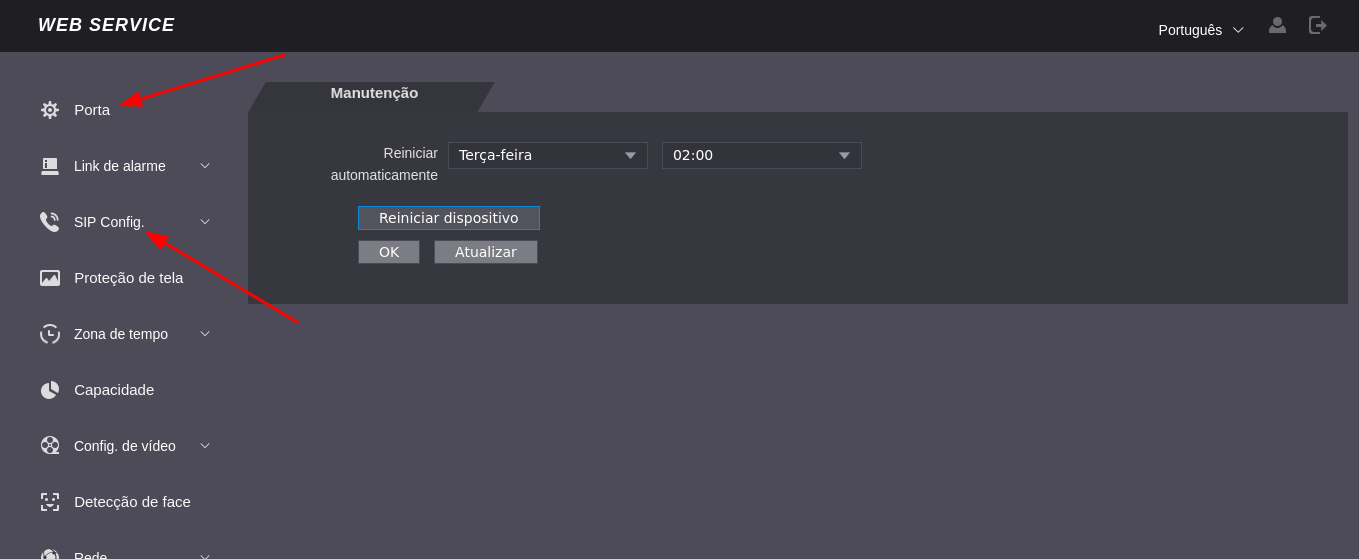 WEB SERVICE
Português
Porta
Link de alarme
SIP Config.
Proteção de tela
Zona de tempo
Capacidade
Config. de vídeo
Detecção de face
Rede
Manutenção
Reiniciar
automaticamente
Terça-feira
02:00
Reiniciar dispositivo
OK
Atualizar